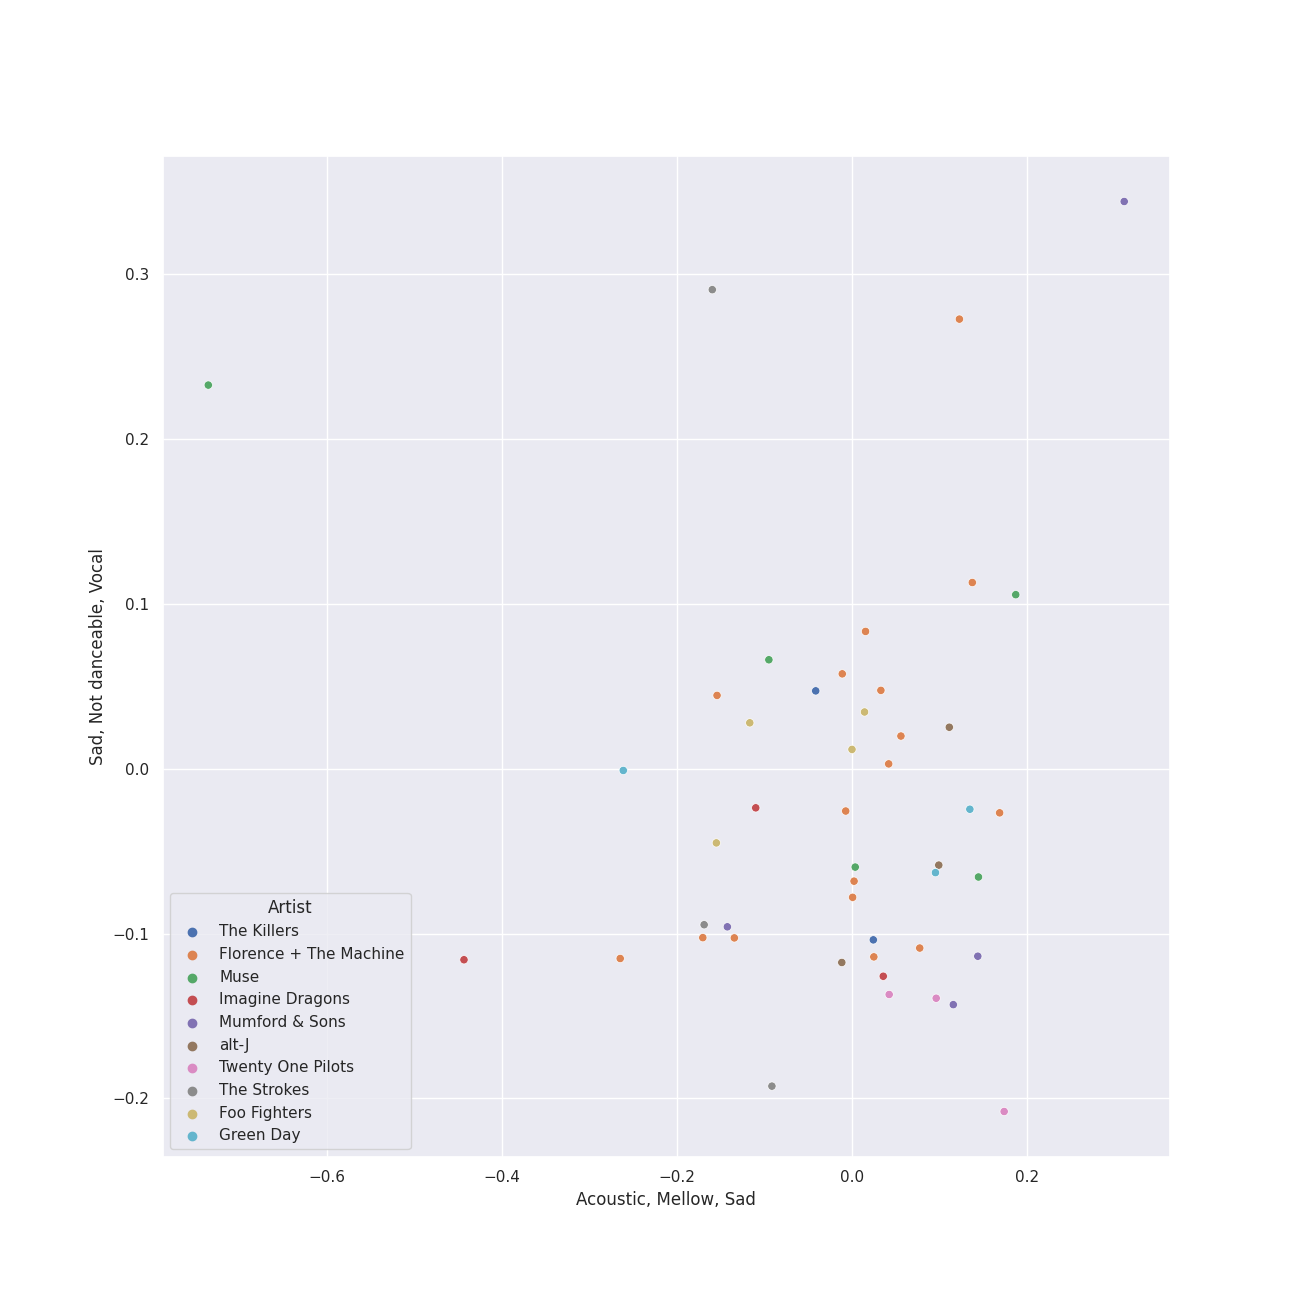 0.3
0.2
0.1
0.0
−0.1
−0.2
Sad, Not danceable, Vocal
Artist
The Killers
Florence + The Machine
Muse
Imagine Dragons
Mumford & Sons
alt-J
Twenty One Pilots
The Strokes
Foo Fighters
Green Day
−0.6 −0.4 −0.2 0.0 0.2
Acoustic, Mellow, Sad